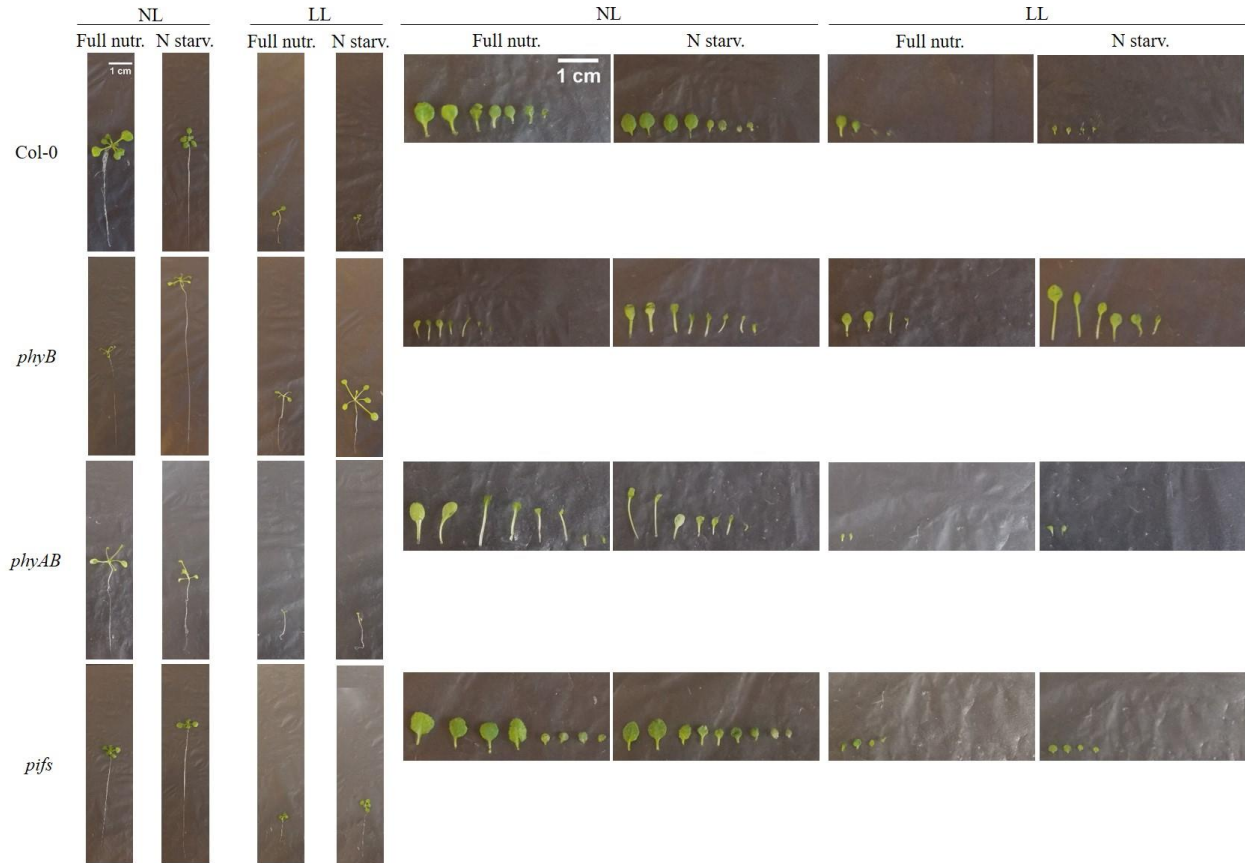 NL LL NL LL
Full nutr. N starv. Full nutr. N starv. Full nutr. N starv. Full nutr. N starv.
1 cm 1 cm
Col-0
phyB
phyAB
pifs